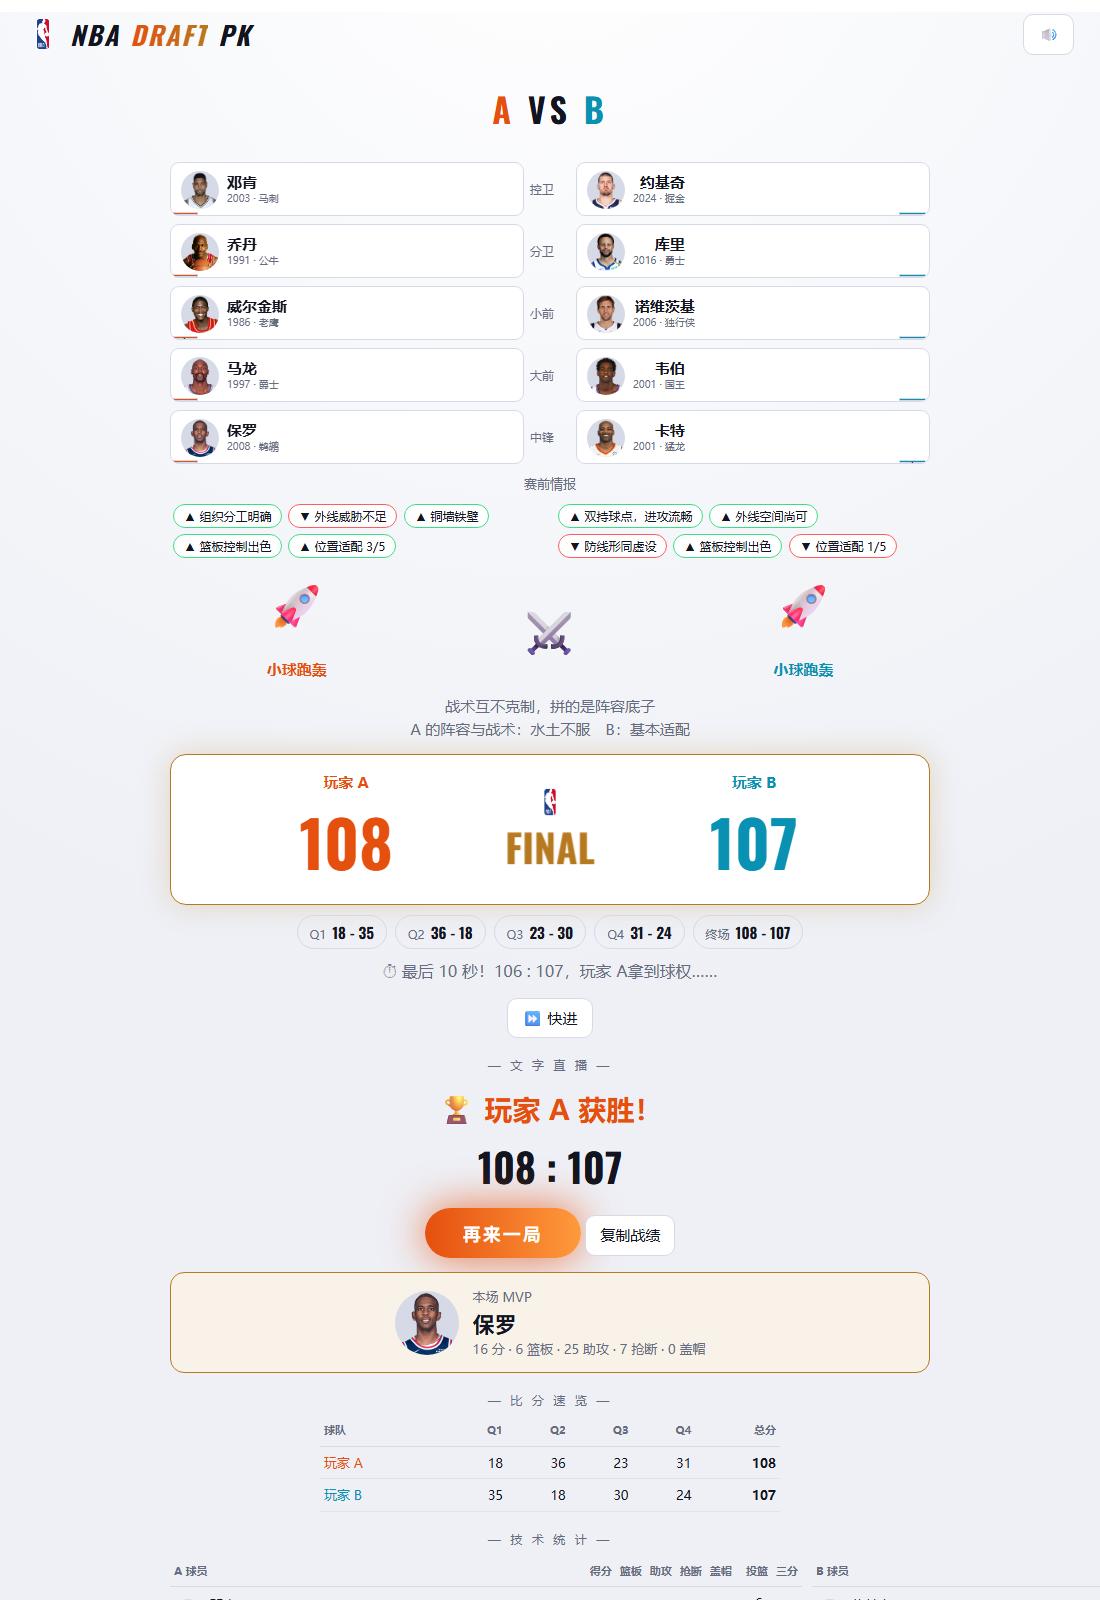 NBA DRAFT PK
A VS B
邓肯
2003 · 马刺
控卫
约基奇
2024 · 掘金
乔丹
1991 · 公牛
分卫
库里
2016 · 勇士
威尔金斯
1986 · 老鹰
小前
诺维茨基
2006 · 独行侠
马龙
1997 · 爵士
大前
韦伯
2001 · 国王
保罗
2008 · 鹈鹕
中锋
卡特
2001 · 猛龙
赛前情报
▲ 组织分工明确 ▼ 外线威胁不足 ▲ 铜墙铁壁
▲ 篮板控制出色 ▲ 位置适配 3/5
▲ 双持球点，进攻流畅 ▲ 外线空间尚可
▼ 防线形同虚设 ▲ 篮板控制出色 ▼ 位置适配 1/5
小球跑轰
小球跑轰
战术互不克制，拼的是阵容底子
A 的阵容与战术：水土不服 B：基本适配
玩家 A
108
FINAL
玩家 B
107
Q1 18 - 35 Q2 36 - 18 Q3 23 - 30 Q4 31 - 24 终场 108 - 107
最后 10 秒！106 : 107，玩家 A拿到球权……
快进
— 文字直播 —
玩家 A 获胜！
108 : 107
再来一局
复制战绩
本场 MVP
保罗
16 分 · 6 篮板 · 25 助攻 · 7 抢断 · 0 盖帽
— 比分速览 —
球队 Q1 Q2 Q3 Q4 总分
玩家 A 18 36 23 31 108
玩家 B 35 18 30 24 107
— 技术统计 —
A 球员 得分 篮板 助攻 抢断 盖帽 投篮 三分 B 球员